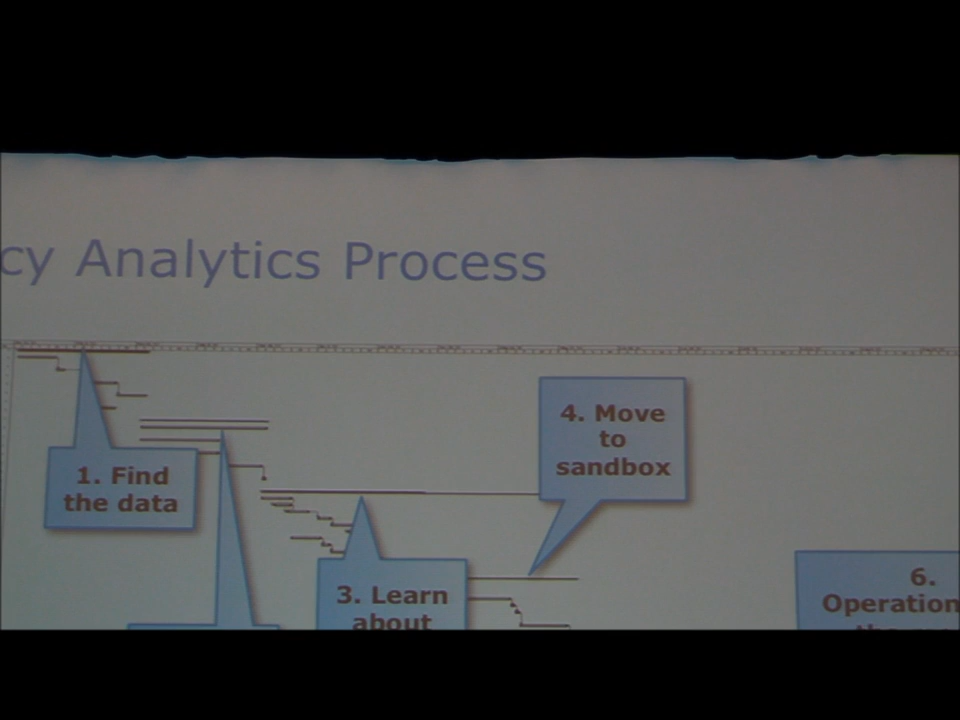 cy Analytics Process
1. Find
the data
4. Move
to
sandbox
3. Learn
about
6.
Operation